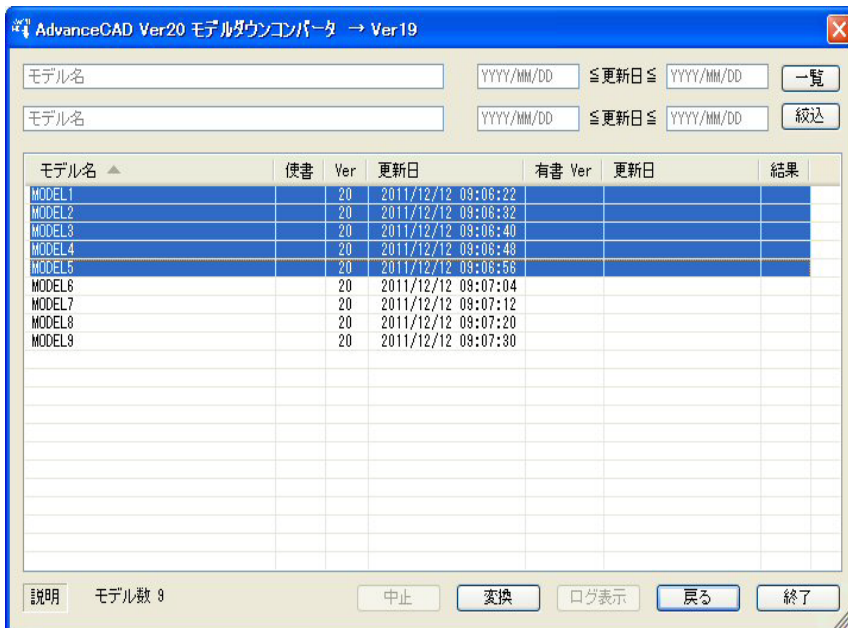 AdvanceCAD Ver20 モデルダウンコンバータ → Ver19
モデル名 YYYY/MM/DD ≦更新日≦ YYYY/MM/DD 一覧
モデル名 YYYY/MM/DD ≦更新日≦ YYYY/MM/DD 絞込
モデル名 使書 Ver 更新日 有書 Ver 更新日 結果
MODEL1 20 2011/12/12 09:06:22
MODEL2 20 2011/12/12 09:06:32
MODEL3 20 2011/12/12 09:06:40
MODEL4 20 2011/12/12 09:06:48
MODEL5 20 2011/12/12 09:06:56
MODEL6 20 2011/12/12 09:07:04
MODEL7 20 2011/12/12 09:07:12
MODEL8 20 2011/12/12 09:07:20
MODEL9 20 2011/12/12 09:07:30
説明 モデル数 9 中止 変換 ログ表示 戻る 終了